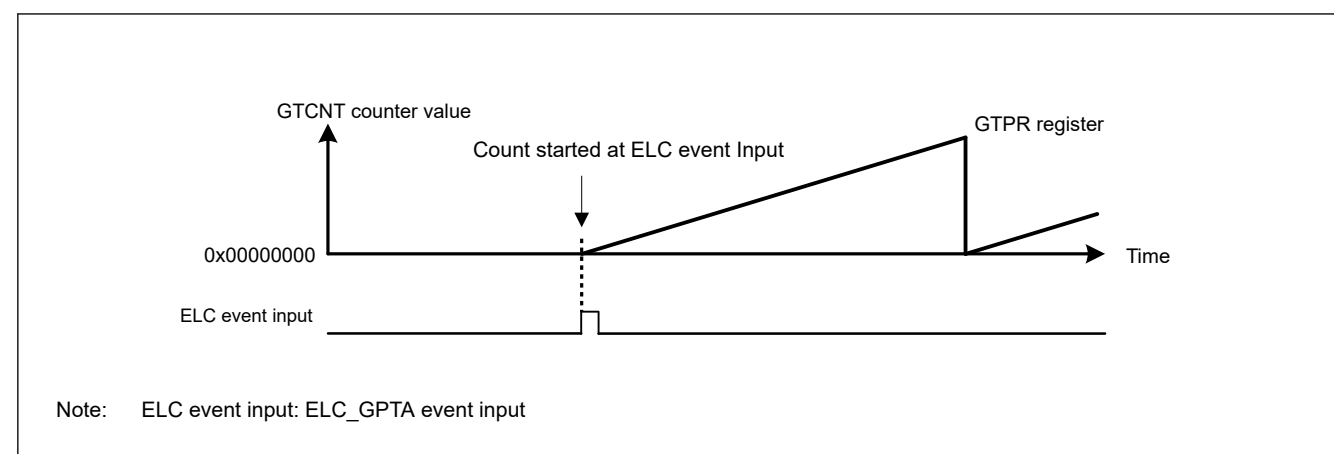 GTCNT counter value
GTPR register
Count started at ELC event Input
0x00000000
Time
ELC event input
Note: ELC event input: ELC_GPTA event input